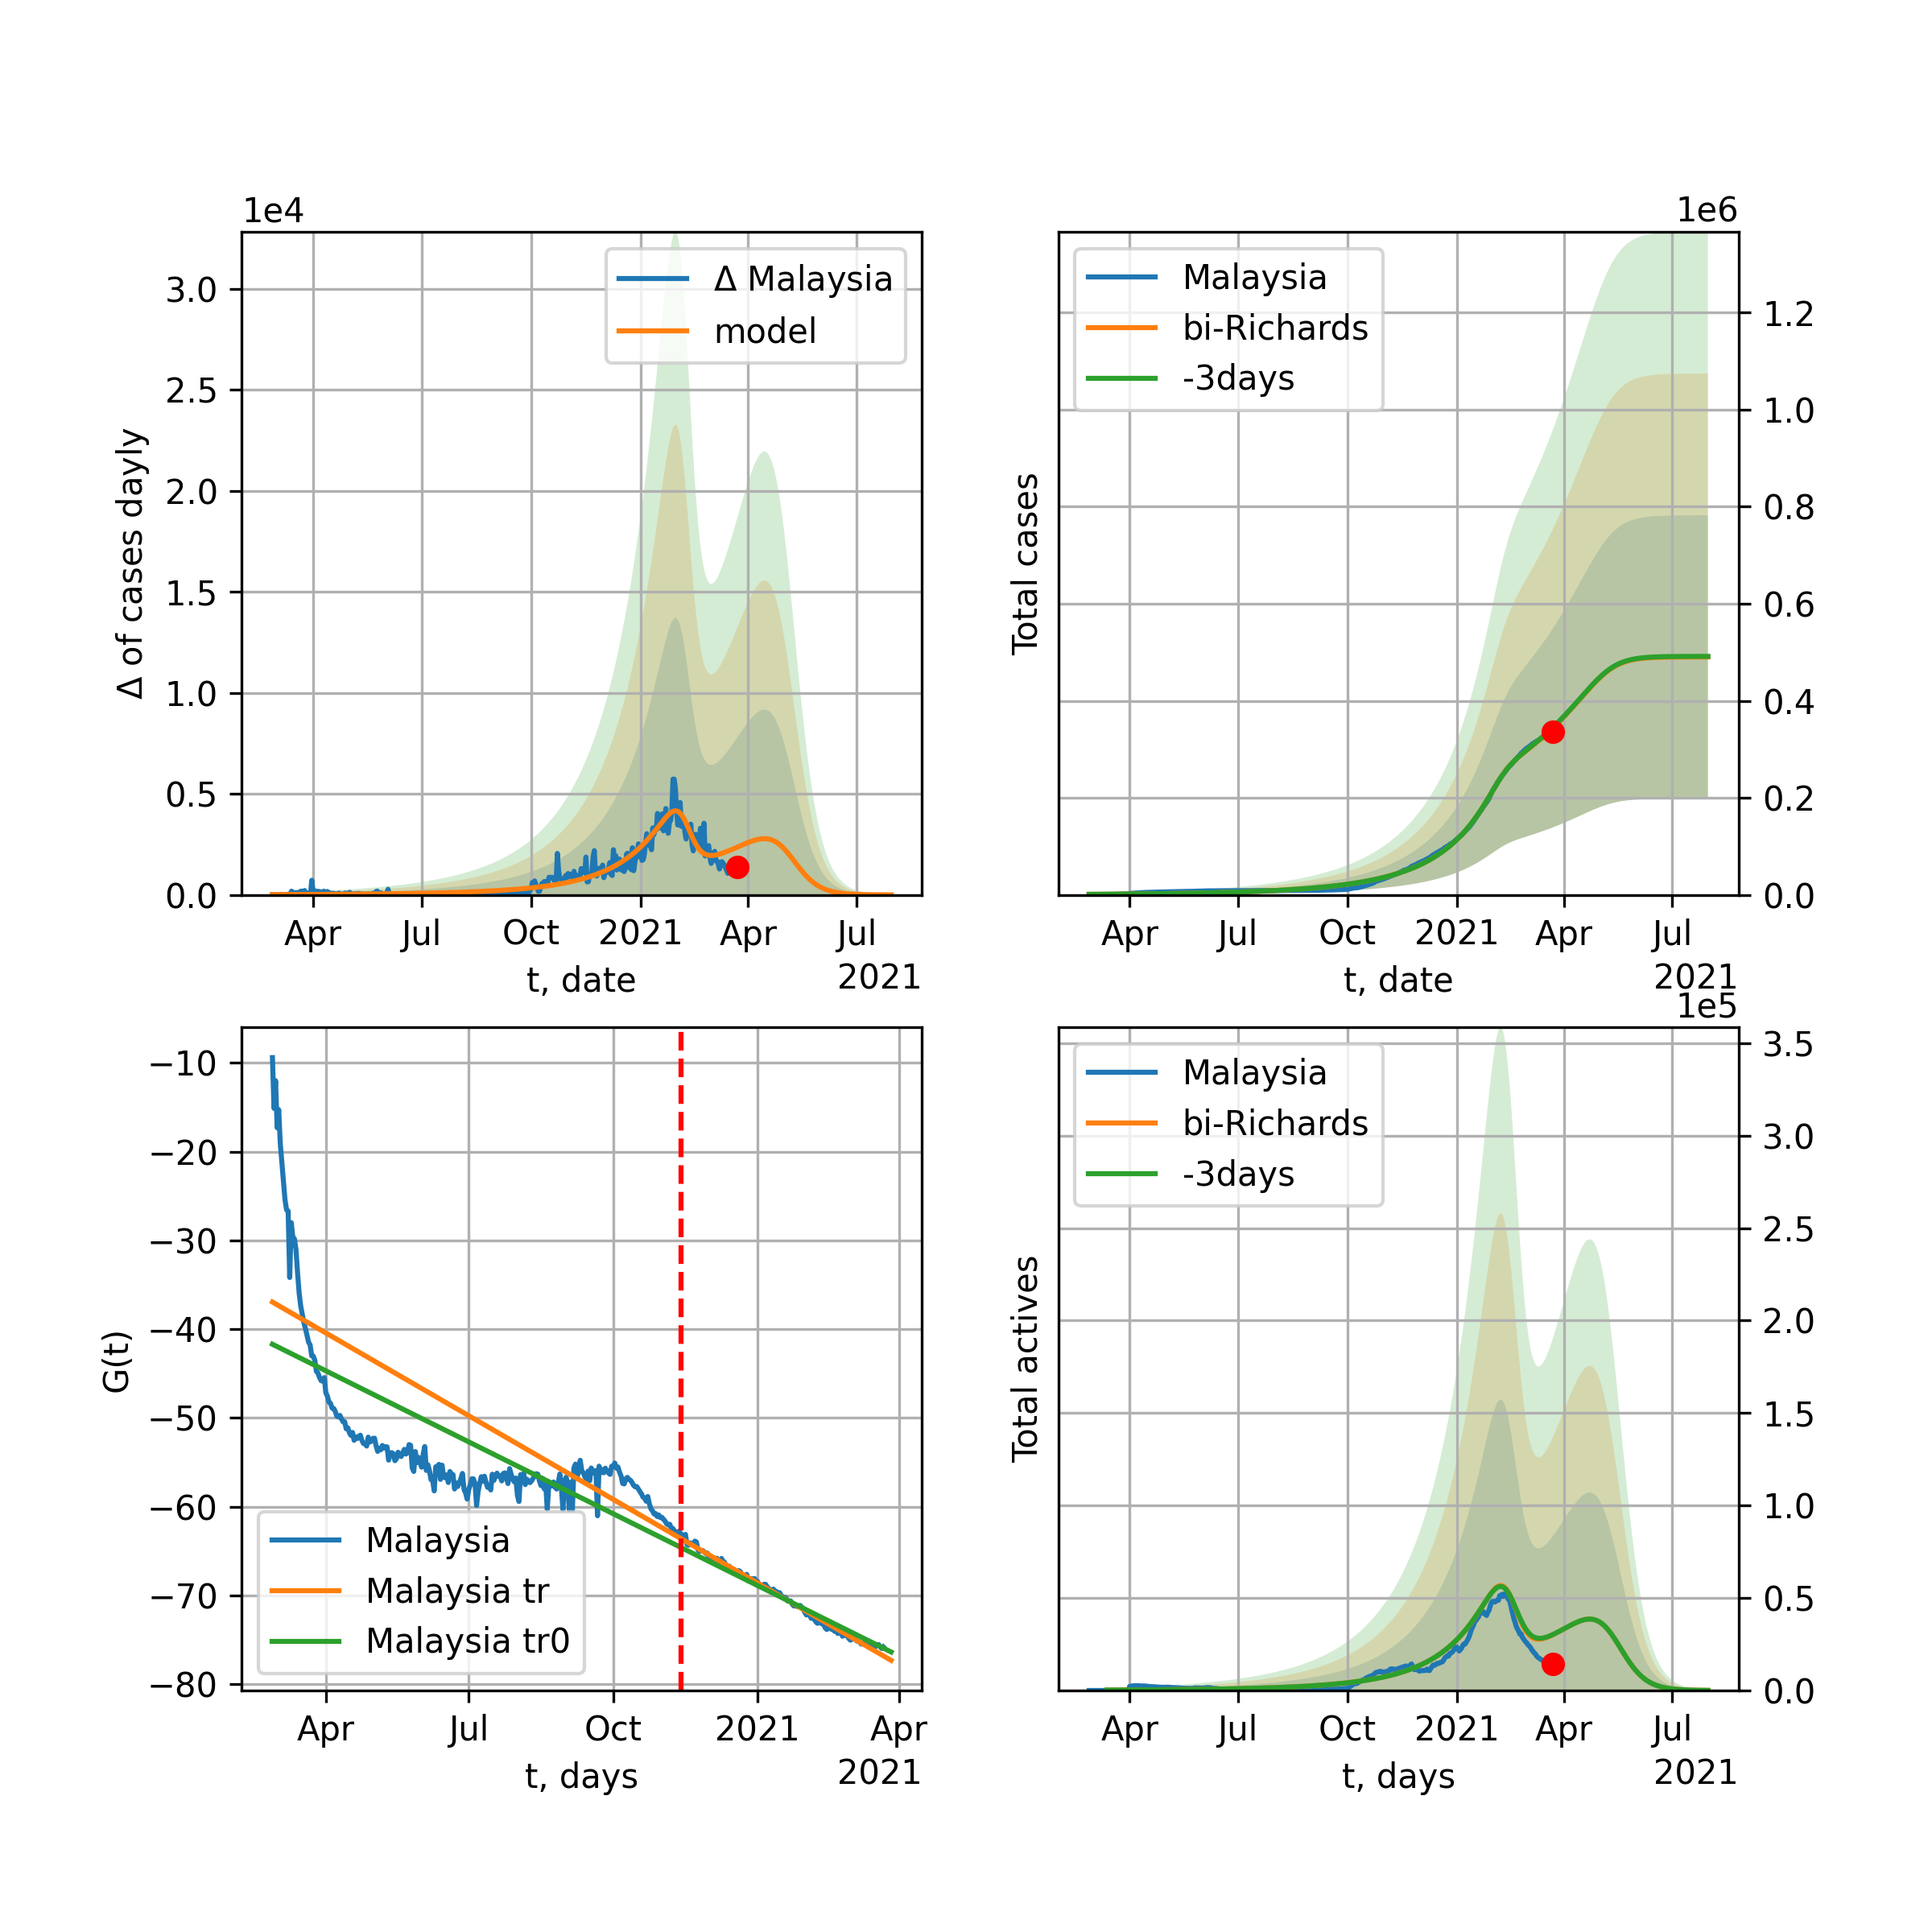 1e4
Δ of cases dayly
3.0
2.5
2.0
1.5
1.0
0.5
0.0
Δ Malaysia
model
Apr Jul Oct 2021 Apr Jul
2021
t, date
1e6
Total cases
Malaysia
bi-Richards
-3days
1.2
1.0
0.8
0.6
0.4
0.2
0.0
Apr Jul Oct 2021 Apr Jul
2021
t, date
G(t)
−10
−20
−30
−40
−50
−60
−70
−80
Malaysia
Malaysia tr
Malaysia tr0
Apr Jul Oct 2021 Apr
2021
t, days
1e5
Total actives
Malaysia
bi-Richards
-3days
3.5
3.0
2.5
2.0
1.5
1.0
0.5
0.0
Apr Jul Oct 2021 Apr Jul
2021
t, days